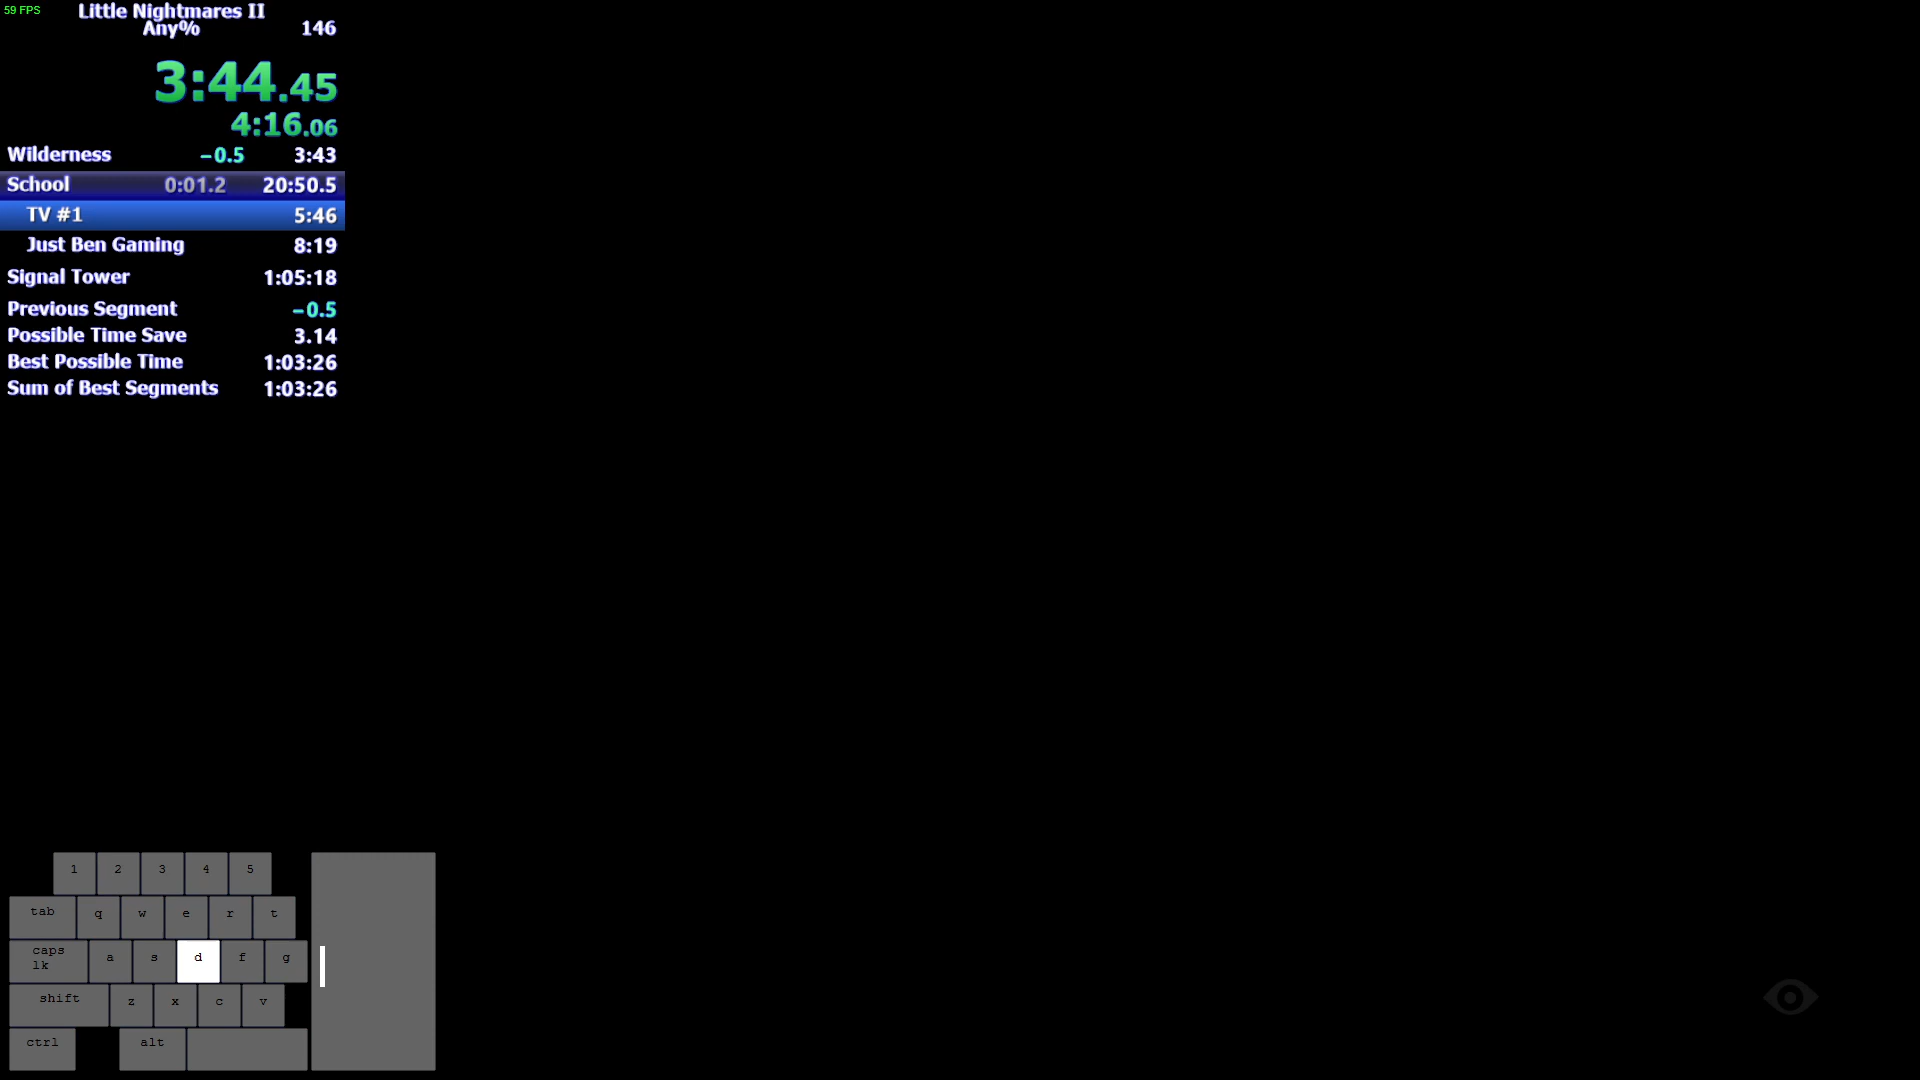 59 FPS
Little Nightmares II
Any% 146
3:44.45
4:16.06
Wilderness −0.5 3:43
School 0:01.2 20:50.5
TV #1 5:46
Just Ben Gaming 8:19
Signal Tower 1:05:18
Previous Segment −0.5
Possible Time Save 3.14
Best Possible Time 1:03:26
Sum of Best Segments 1:03:26
1 2 3 4 5
tab q w e r t
caps lk a s d f g
shift z x c v
ctrl alt